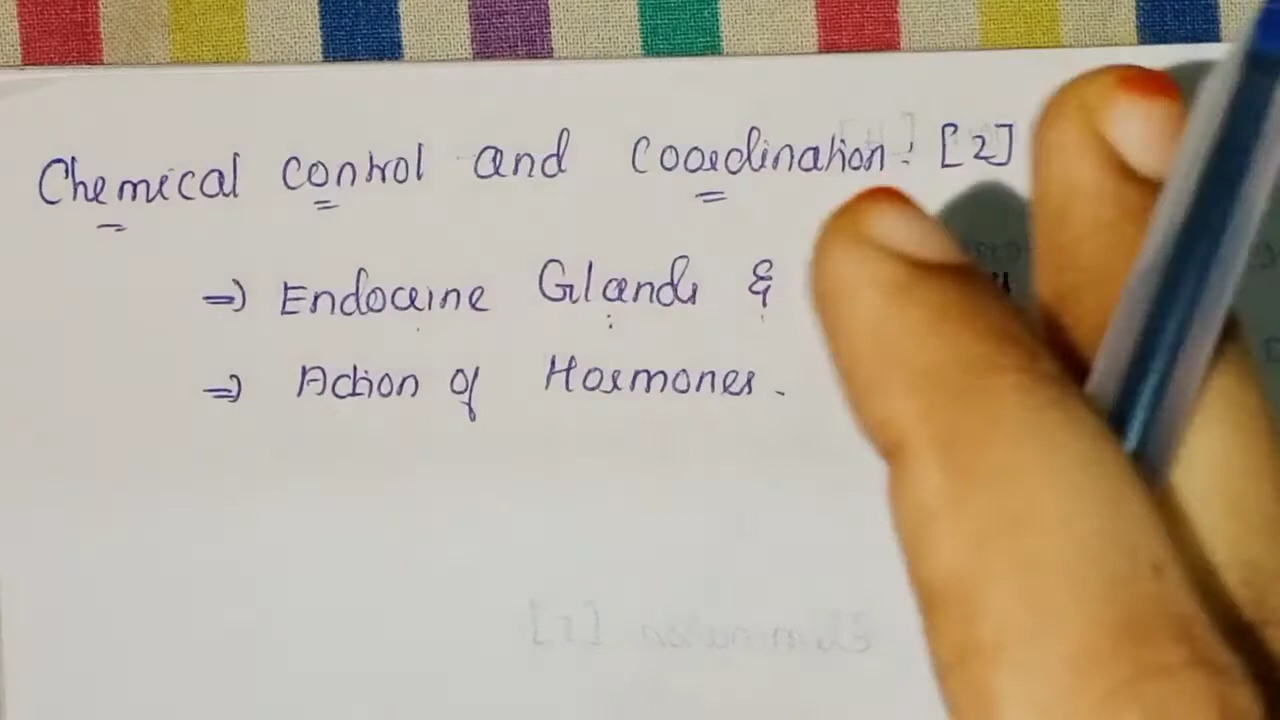 Chemical control and Coordination: [2]
=> Endocrine Glands &
=> Action of Hormones.